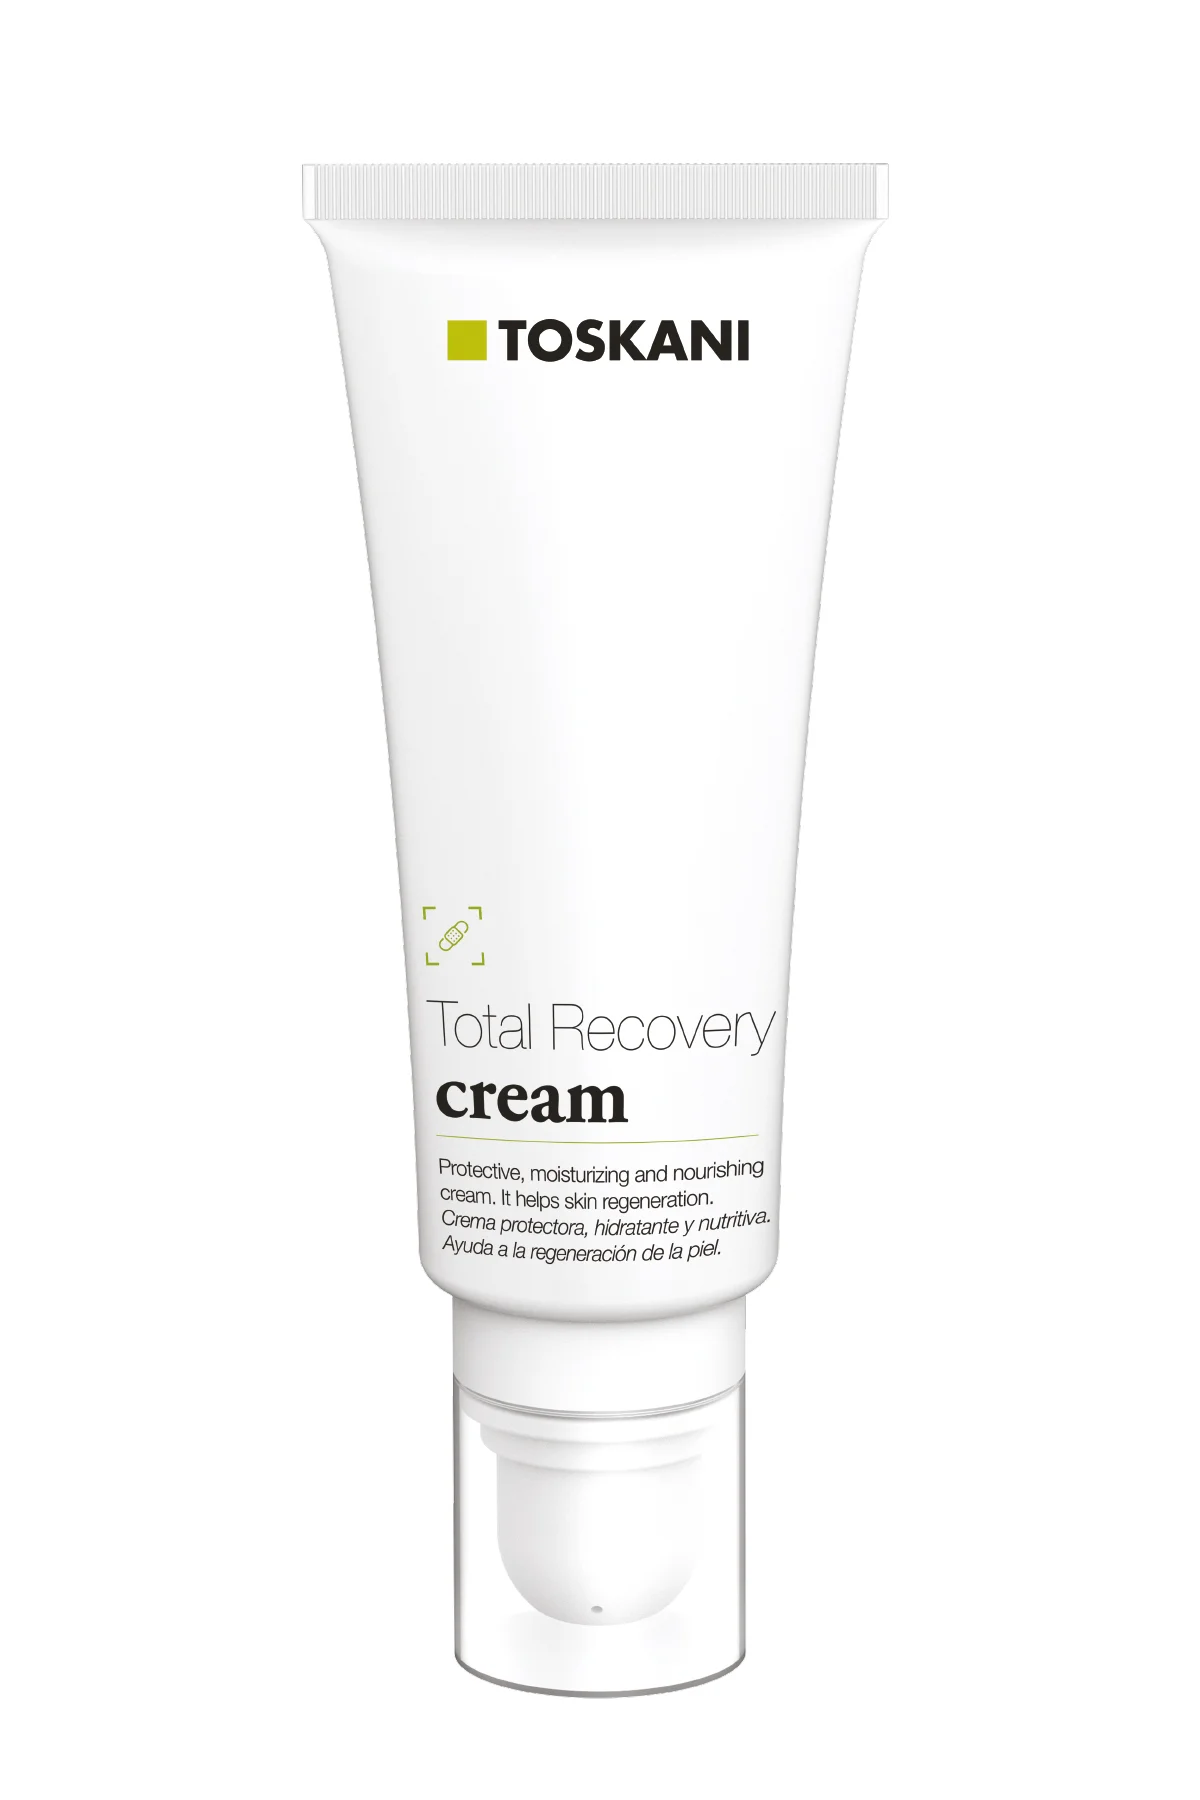 TOSKANI
Total Recovery
cream
Protective, moisturizing and nourishing
cream. It helps skin regeneration.
Crema protectora, hidratante y nutritiva.
Ayuda a la regeneración de la piel.